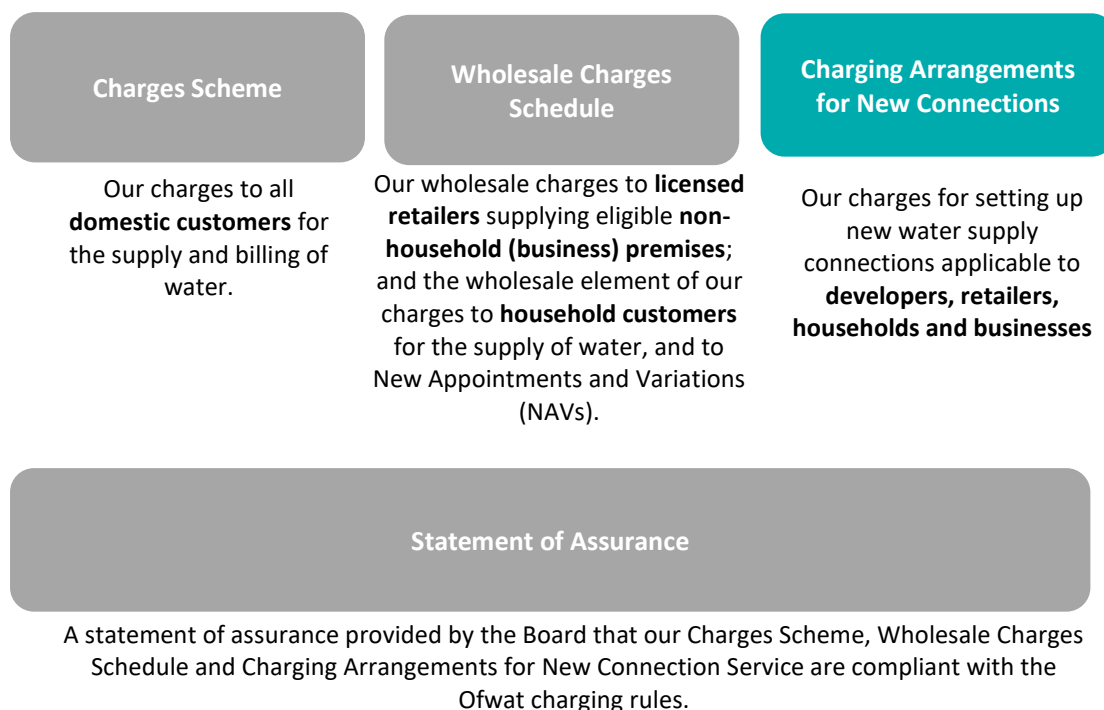 Charges Scheme
Our charges to all
domestic customers for
the supply and billing of
water.
Wholesale Charges
Schedule
Our wholesale charges to licensed
retailers supplying eligible non-
household (business) premises;
and the wholesale element of our
charges to household customers
for the supply of water, and to
New Appointments and Variations
(NAVs).
Charging Arrangements
for New Connections
Our charges for setting up
new water supply
connections applicable to
developers, retailers,
households and businesses
Statement of Assurance
A statement of assurance provided by the Board that our Charges Scheme, Wholesale Charges
Schedule and Charging Arrangements for New Connection Service are compliant with the
Ofwat charging rules.